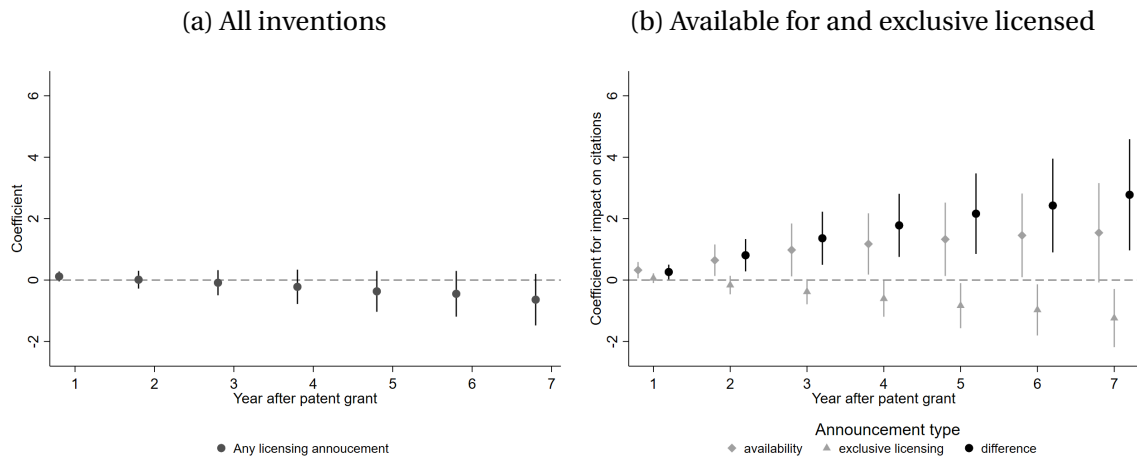 (a) All inventions
6
4
2
0
-2
Coefficient
1 2 3 4 5 6 7
Year after patent grant
Any licensing annoucement
(b) Available for and exclusive licensed
6
4
2
0
-2
Coefficient for impact on citations
1 2 3 4 5 6 7
Year after patent grant
Announcement type
availability exclusive licensing difference